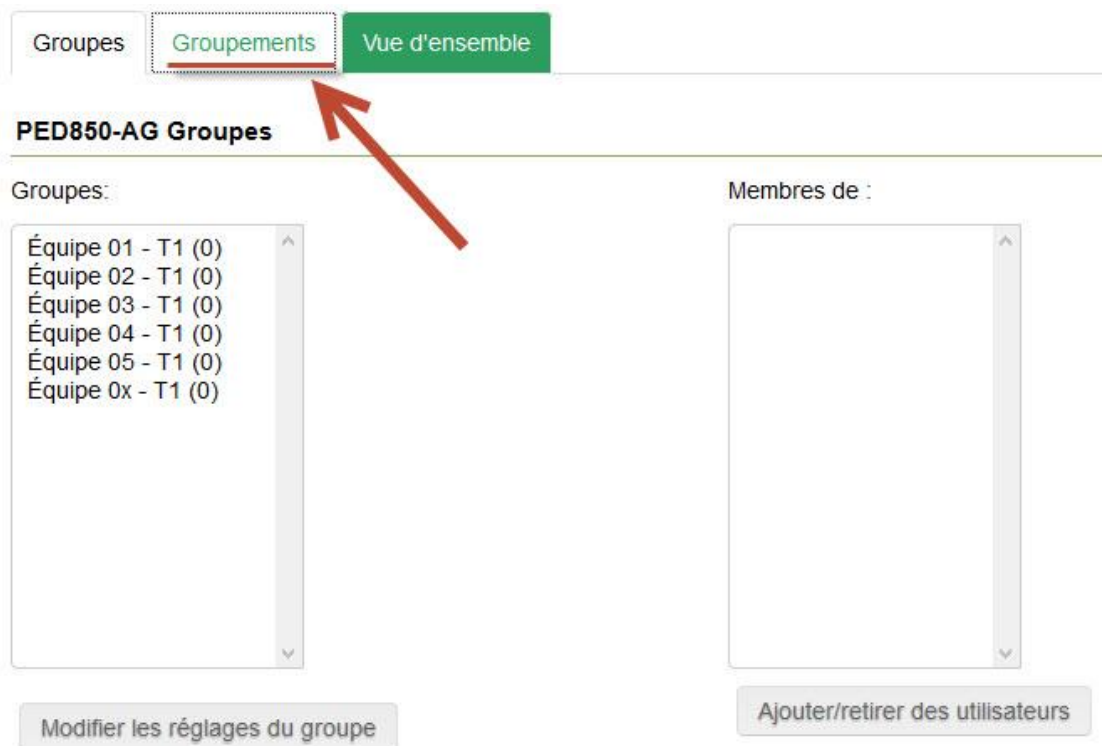 Groupes Groupements Vue d'ensemble
PED850-AG Groupes
Groupes:
Membres de :
Équipe 01 - T1 (0)
Équipe 02 - T1 (0)
Équipe 03 - T1 (0)
Équipe 04 - T1 (0)
Équipe 05 - T1 (0)
Équipe 0x - T1 (0)
Modifier les réglages du groupe
Ajouter/retirer des utilisateurs